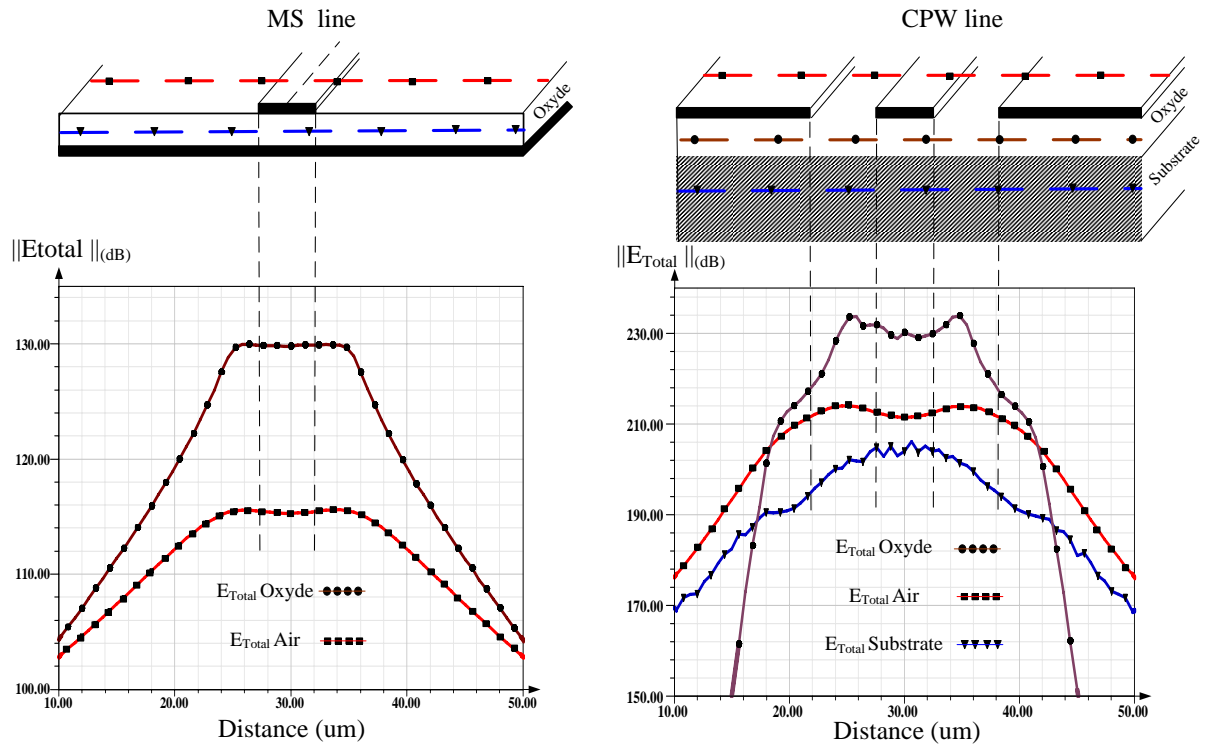 MS line
CPW line
Oxyde
Oxyde
Substrate
||Etotal ||(dB)
130.00
120.00
110.00
100.00
10.00 20.00 30.00 40.00 50.00
Distance (um)
ETotal Oxyde
ETotal Air
||ETotal ||(dB)
230.00
210.00
190.00
170.00
150.00
10.00 20.00 30.00 40.00 50.00
Distance (um)
ETotal Oxyde
ETotal Air
ETotal Substrate